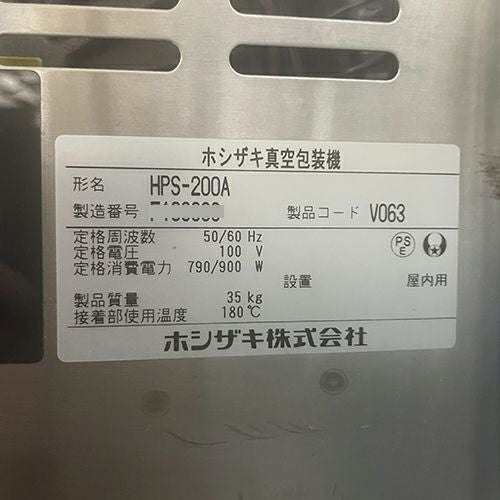 ホシザキ真空包装機
形名 HPS-200A
製造番号 製品コード V063
定格周波数 50/60 Hz
定格電圧 100 V
定格消費電力 790/900 W
PS E
設置 屋内用
製品質量 35 kg
接着部使用温度 180℃
ホシザキ株式会社